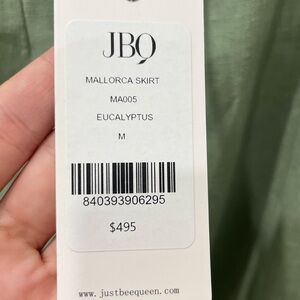 JBQ
MALLORCA SKIRT
MA005
EUCALYPTUS
M
840393906295
$495
www.justbeequeen.com